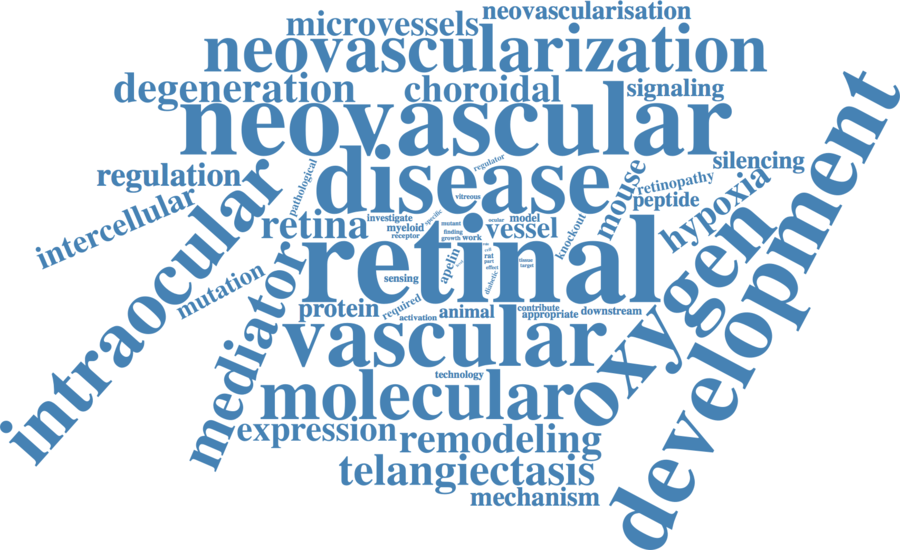 neovascularisation
microvessels
neovascularization
degeneration
choroidal
signaling
neovascular
regulator
disease
silencing
regulation
pathological
mouse
retinopathy
hypoxia
vitreous
peptide
intercellular
intraocular
retina
investigate
specific
mutant
ocular
model
vessel
knockout
myeloid
receptor
finding
growth
work
retinal
apelin
rat
part
effect
tissue
target
diabetic
mutation
sensing
mediator
oxygen
development
protein
required
activation
animal
contribute
appropriate
downstream
vascular
technology
molecular
expression
remodeling
telangiectasis
mechanism